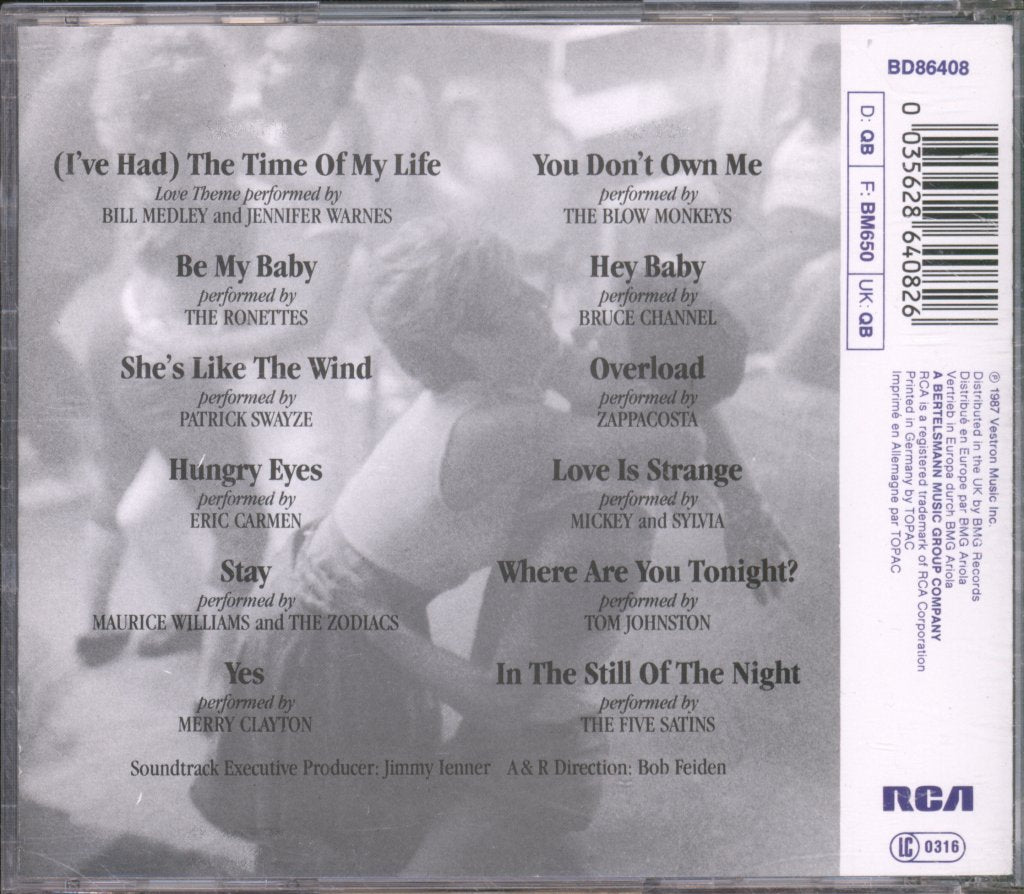 (I've Had) The Time Of My Life
Love Theme performed by
BILL MEDLEY and JENNIFER WARNES
Be My Baby
performed by
THE RONETTES
She's Like The Wind
performed by
PATRICK SWAYZE
Hungry Eyes
performed by
ERIC CARMEN
Stay
performed by
MAURICE WILLIAMS and THE ZODIACS
Yes
performed by
MERRY CLAYTON
You Don't Own Me
performed by
THE BLOW MONKEYS
Hey Baby
performed by
BRUCE CHANNEL
Overload
performed by
ZAPPACOSTA
Love Is Strange
performed by
MICKEY and SYLVIA
Where Are You Tonight?
performed by
TOM JOHNSTON
In The Still Of The Night
performed by
THE FIVE SATINS
Soundtrack Executive Producer: Jimmy Ienner A & R Direction: Bob Feiden
BD86408
D: QB F: BM650 UK: QB
0 035628 640826
℗ 1987 Vestron Music Inc.
Distributed in the UK by BMG Records
Distribué en Europe par BMG Ariola
Vertrieb in Europa durch BMG Ariola
A BERTELSMANN MUSIC GROUP COMPANY
RCA is a registered trademark of RCA Corporation
Printed in Germany by TOPAC
Imprimé en Allemagne par TOPAC
RCA
LC 0316